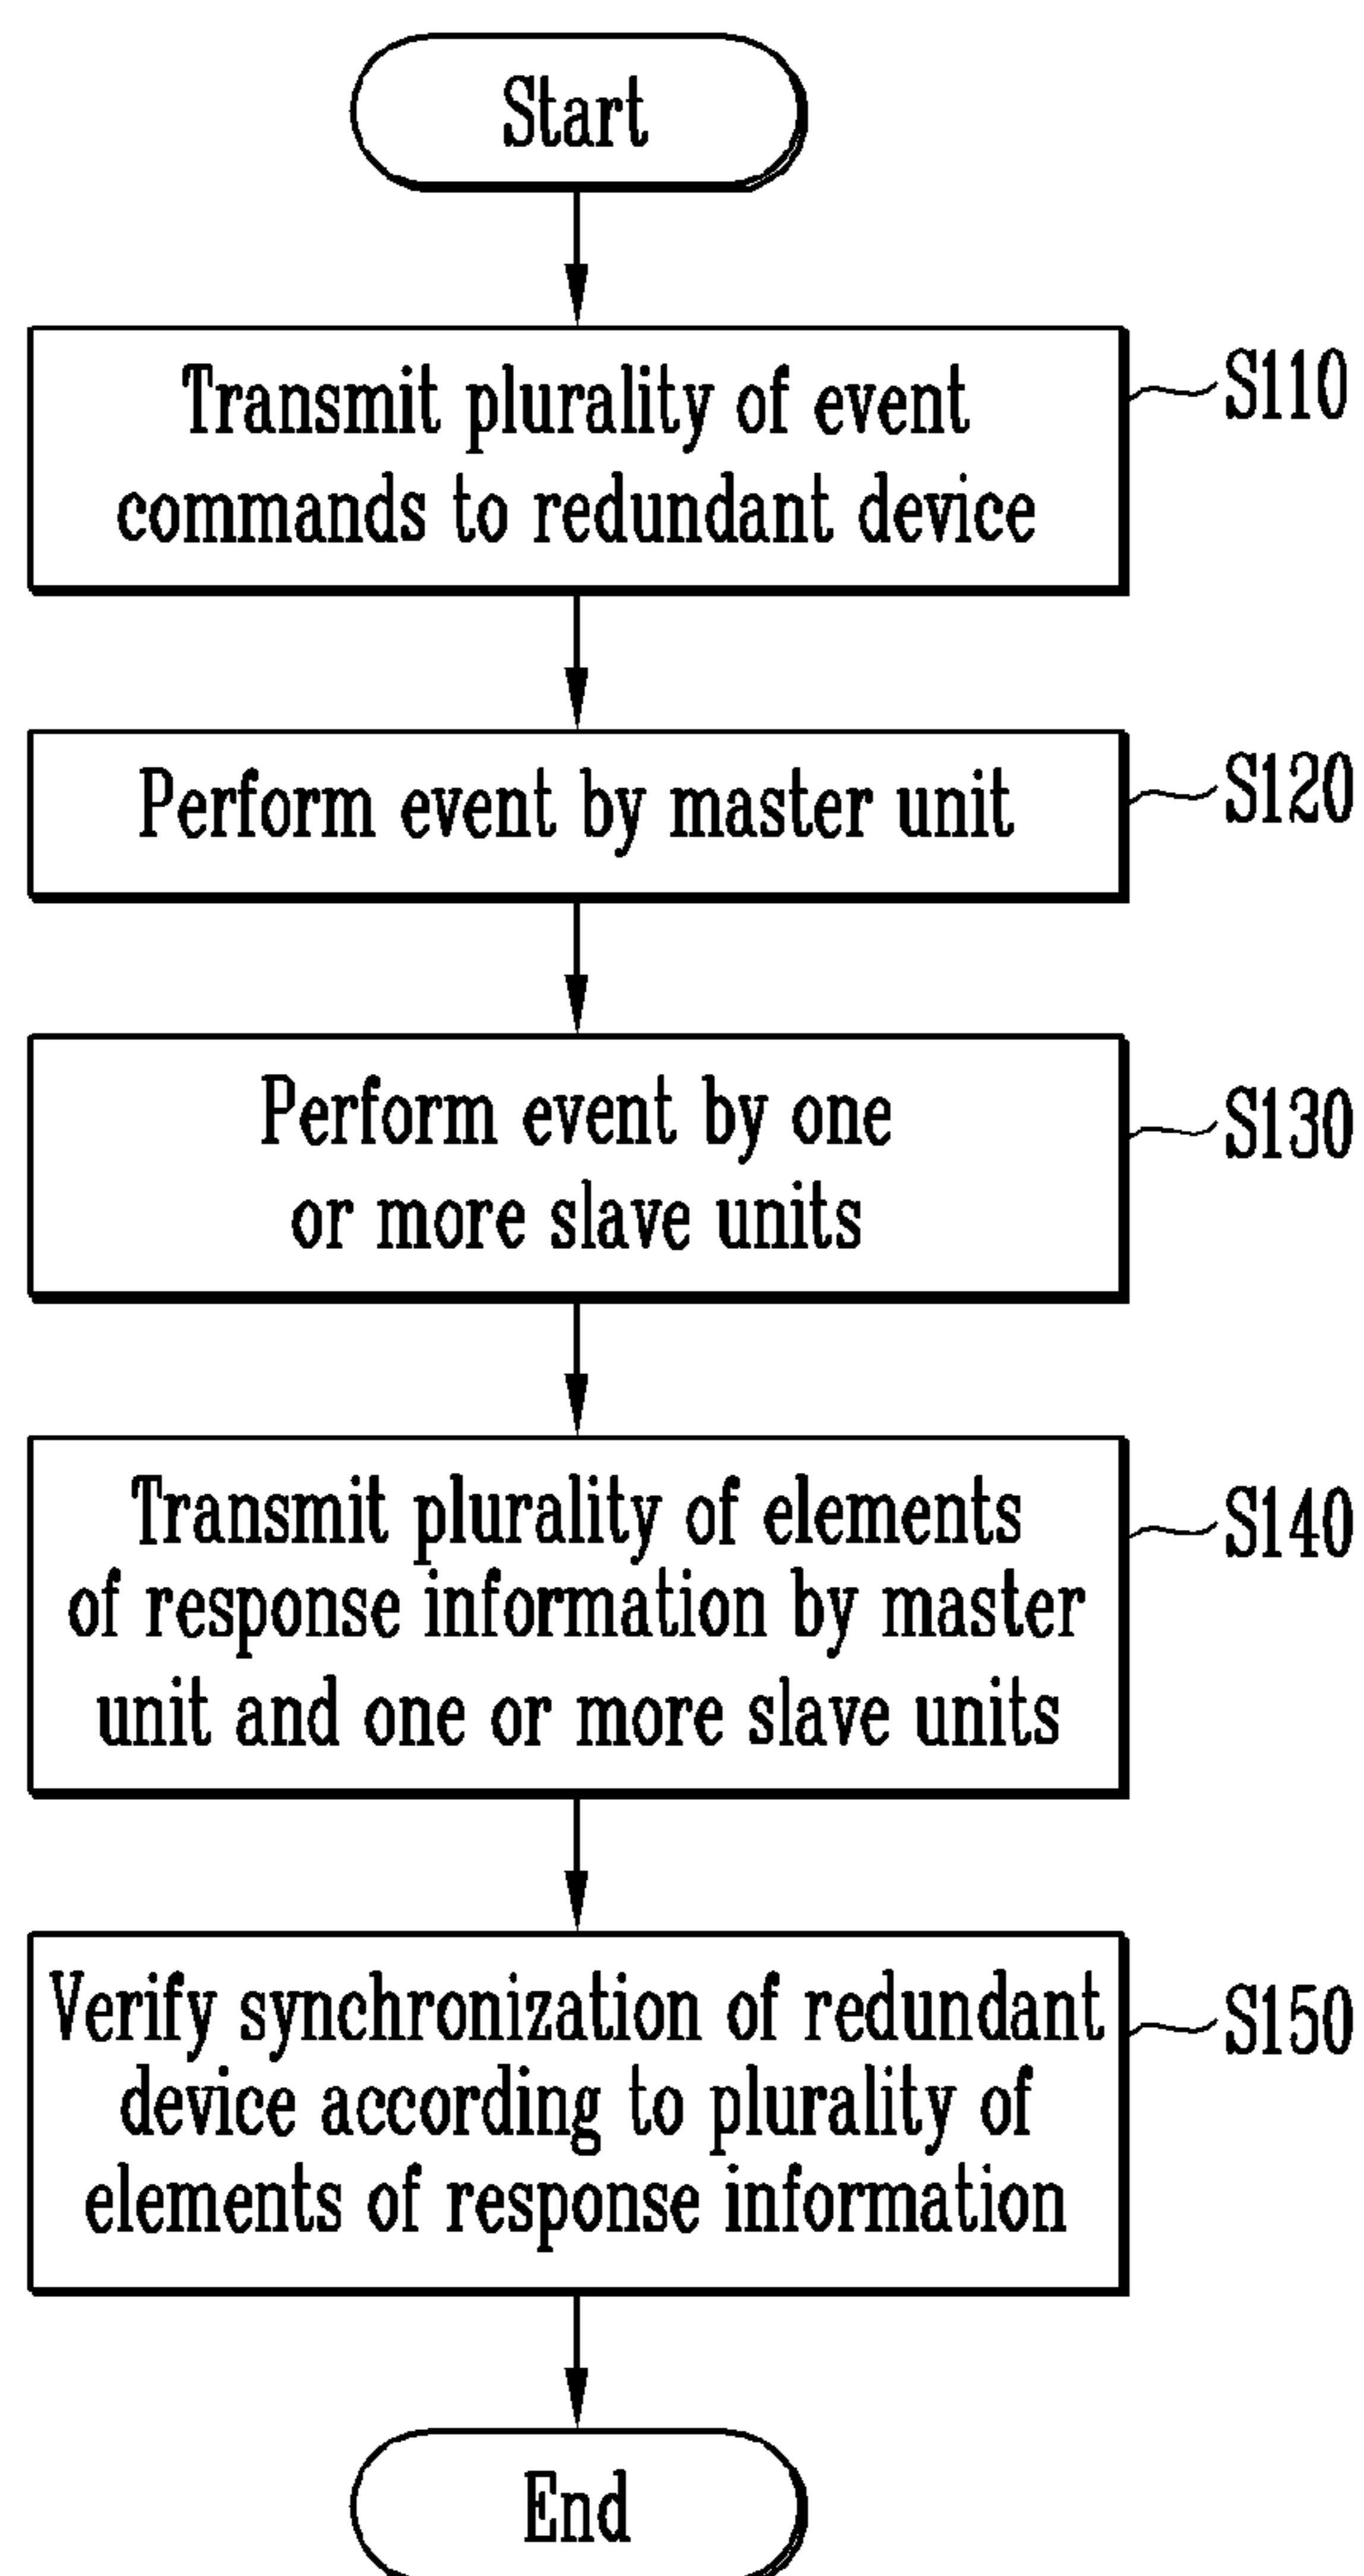 Start
Transmit plurality of event
commands to redundant device
S110
Perform event by master unit
S120
Perform event by one
or more slave units
S130
Transmit plurality of elements
of response information by master
unit and one or more slave units
S140
Verify synchronization of redundant
device according to plurality of
elements of response information
S150
End